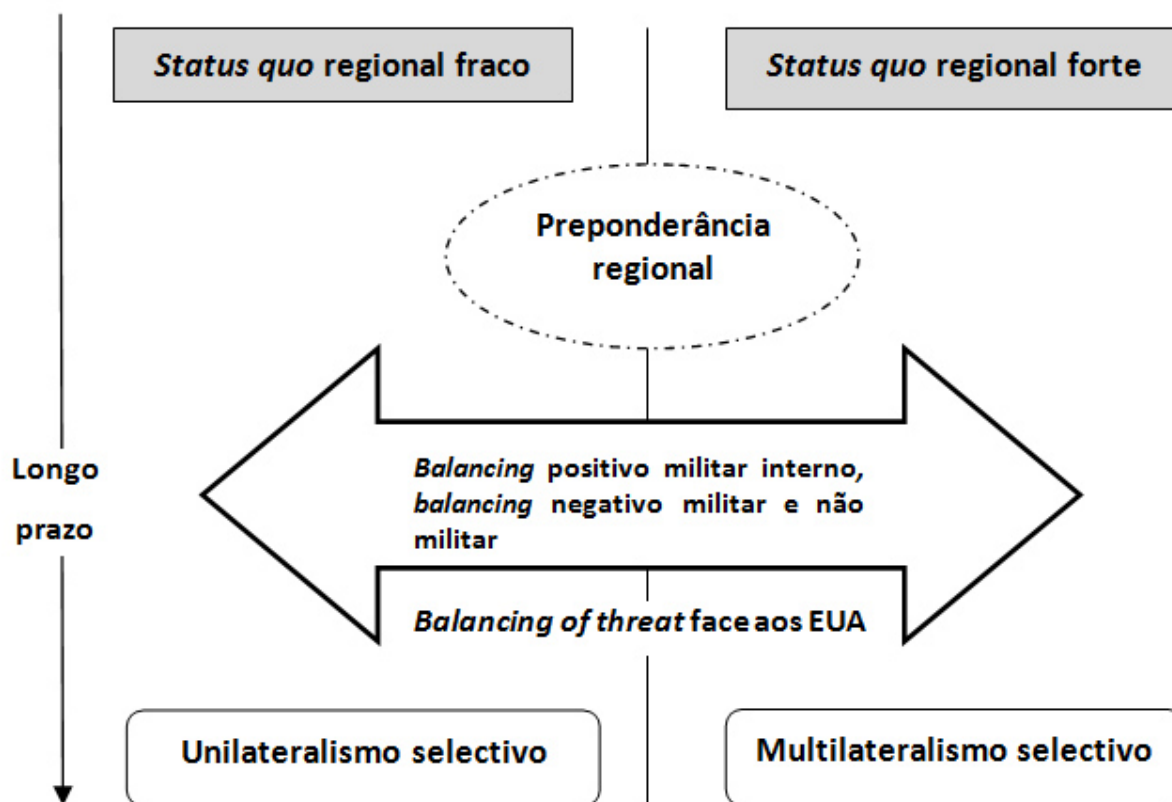 Status quo regional fraco
Status quo regional forte
Preponderância
regional
Longo
prazo
Balancing positivo militar interno,
balancing negativo militar e não
militar
Balancing of threat face aos EUA
Unilateralismo selectivo
Multilateralismo selectivo